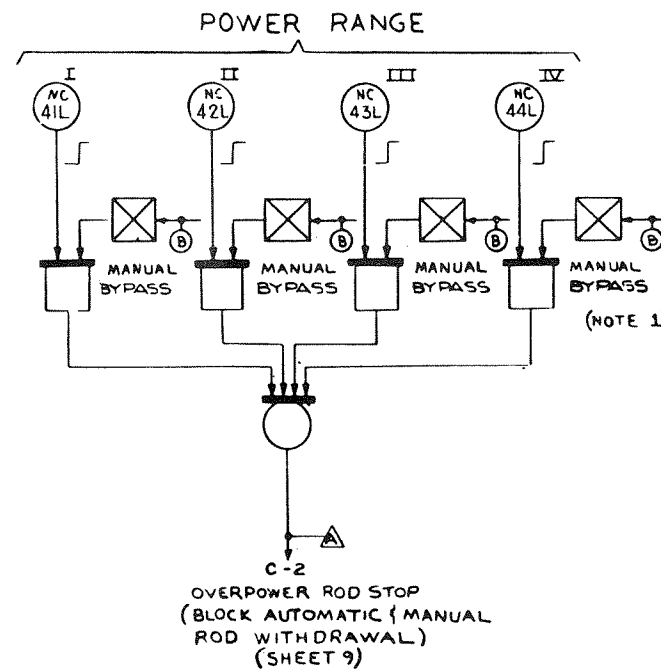 POWER RANGE
I II III IV
NC 41L
NC 42L
NC 43L
NC 44L
B B B B
MANUAL BYPASS
MANUAL BYPASS
MANUAL BYPASS
MANUAL BYPASS
(NOTE 1
A
C-2
OVERPOWER ROD STOP
(BLOCK AUTOMATIC & MANUAL
ROD WITHDRAWAL)
(SHEET 9)